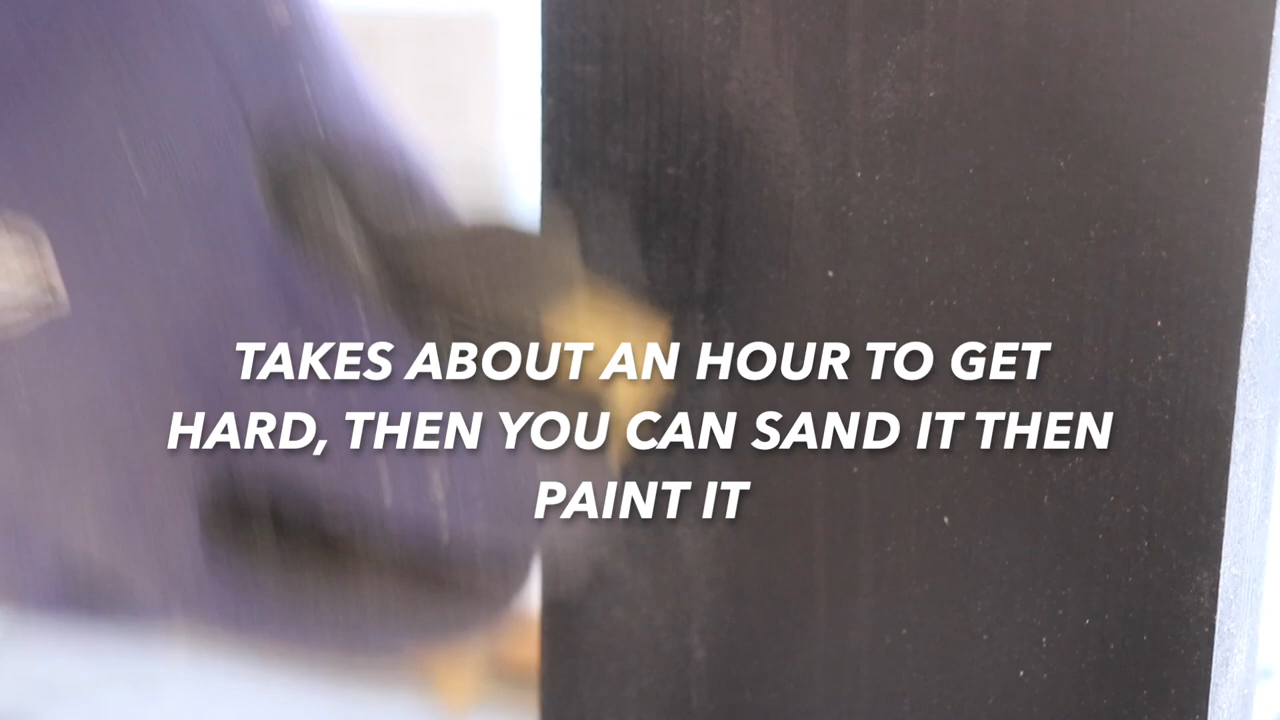 TAKES ABOUT AN HOUR TO GET
HARD, THEN YOU CAN SAND IT THEN
PAINT IT